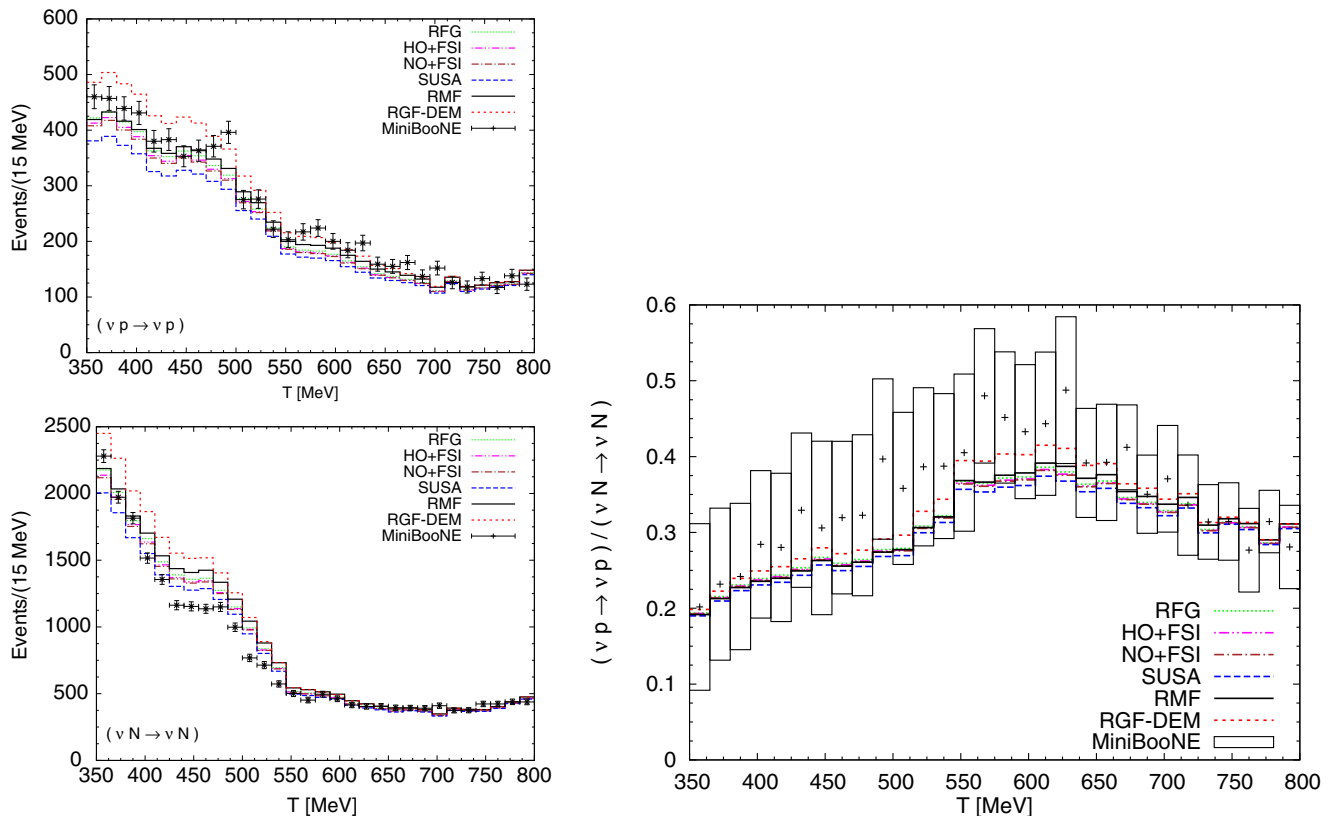 600
500
400
300
200
100
0
Events/(15 MeV)
RFG
HO+FSI
NO+FSI
SUSA
RMF
RGF-DEM
MiniBooNE
( ν p → ν p )
350 400 450 500 550 600 650 700 750 800
T [MeV]
2500
2000
1500
1000
500
0
Events/(15 MeV)
RFG
HO+FSI
NO+FSI
SUSA
RMF
RGF-DEM
MiniBooNE
( ν N → ν N )
350 400 450 500 550 600 650 700 750 800
T [MeV]
0.6
0.5
0.4
0.3
0.2
0.1
0
( ν p → ν p ) / ( ν N → ν N )
RFG
HO+FSI
NO+FSI
SUSA
RMF
RGF-DEM
MiniBooNE
350 400 450 500 550 600 650 700 750 800
T [MeV]